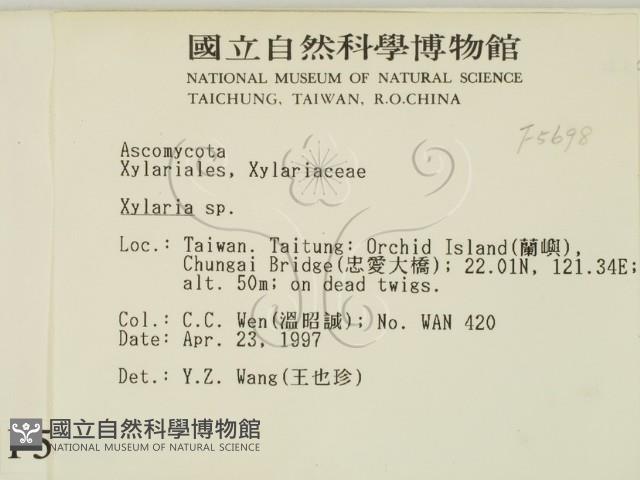 國立自然科學博物館
NATIONAL MUSEUM OF NATURAL SCIENCE
TAICHUNG, TAIWAN, R.O.CHINA
F5698
Ascomycota
Xylariales, Xylariaceae
Xylaria sp.
Loc.: Taiwan. Taitung: Orchid Island(蘭嶼),
Chungai Bridge(忠愛大橋); 22.01N, 121.34E;
alt. 50m; on dead twigs.
Col.: C.C. Wen(溫昭誠); No. WAN 420
Date: Apr. 23, 1997
Det.: Y.Z. Wang(王也珍)
國立自然科學博物館
NATIONAL MUSEUM OF NATURAL SCIENCE